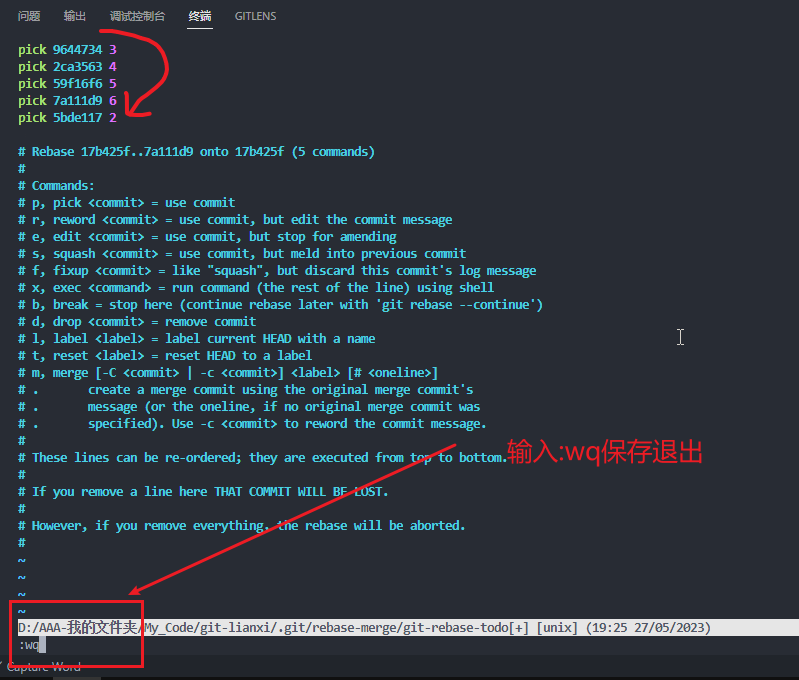 问题 输出 调试控制台 终端 GITLENS
pick 9644734 3
pick 2ca3563 4
pick 59f16f6 5
pick 7a111d9 6
pick 5bde117 2
# Rebase 17b425f..7a111d9 onto 17b425f (5 commands)
#
# Commands:
# p, pick <commit> = use commit
# r, reword <commit> = use commit, but edit the commit message
# e, edit <commit> = use commit, but stop for amending
# s, squash <commit> = use commit, but meld into previous commit
# f, fixup <commit> = like "squash", but discard this commit's log message
# x, exec <command> = run command (the rest of the line) using shell
# b, break = stop here (continue rebase later with 'git rebase --continue')
# d, drop <commit> = remove commit
# l, label <label> = label current HEAD with a name
# t, reset <label> = reset HEAD to a label
# m, merge [-C <commit> | -c <commit>] <label> [# <oneline>]
# .       create a merge commit using the original merge commit's
# .       message (or the oneline, if no original merge commit was
# .       specified). Use -c <commit> to reword the commit message.
#
# These lines can be re-ordered; they are executed from top to bottom.
输入:wq保存退出
#
# If you remove a line here THAT COMMIT WILL BE LOST.
#
# However, if you remove everything, the rebase will be aborted.
#
~
~
~
~
D:/AAA-我的文件夹/My_Code/git-lianxi/.git/rebase-merge/git-rebase-todo[+] [unix] (19:25 27/05/2023)
:wq
Capture Word